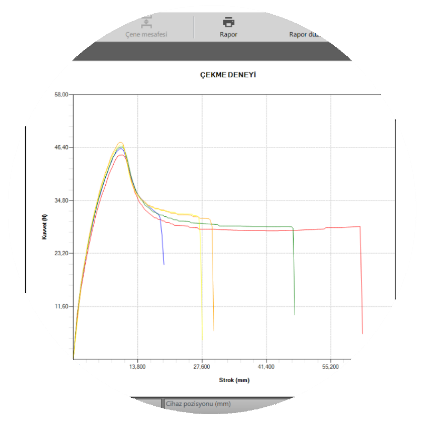 Çene mesafesi
Rapor
Rapor
ÇEKME DENEYİ
58,00
46,40
34,80
23,20
11,60
Kuvvet (N)
13,800
27,600
41,400
55,200
Strok (mm)
Cihaz pozisyonu (mm)